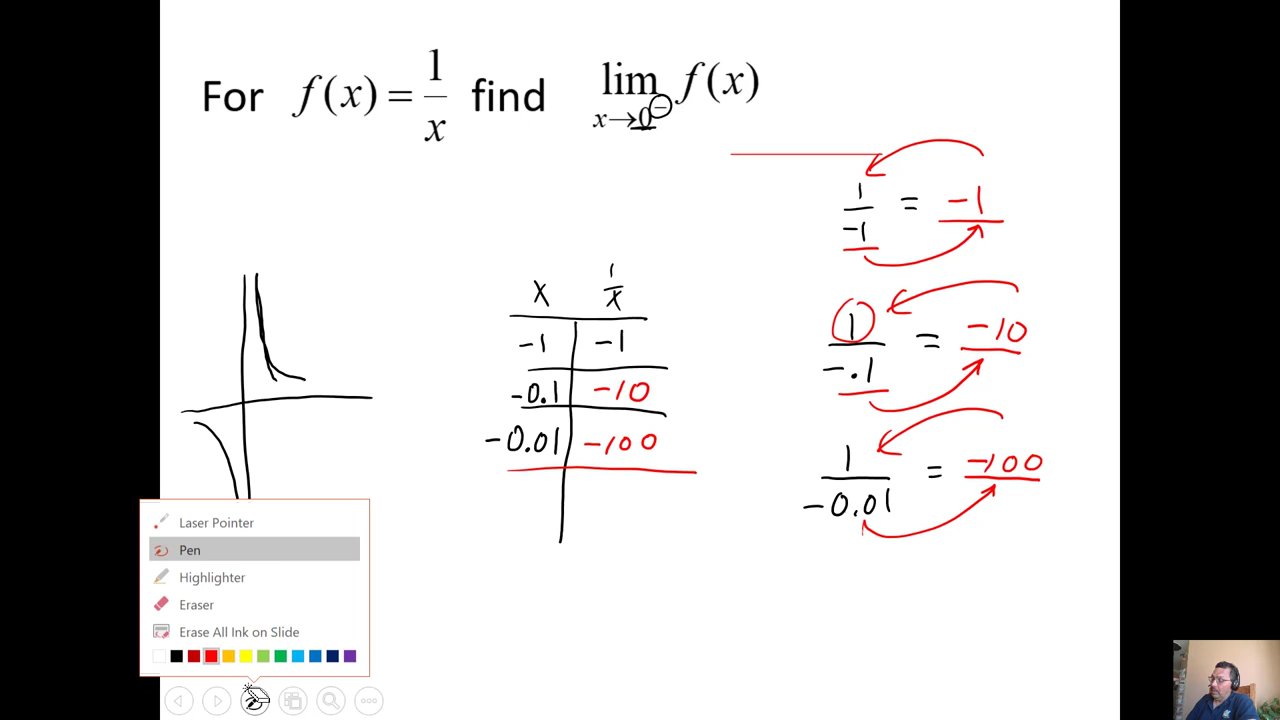 For f(x) = 1/x find lim x→0⁻ f(x)
1/-1 = -1
x 1/x
-1 -1
-0.1 -10
-0.01 -100
1/-.1 = -10
1/-0.01 = -100
Laser Pointer
Pen
Highlighter
Eraser
Erase All Ink on Slide